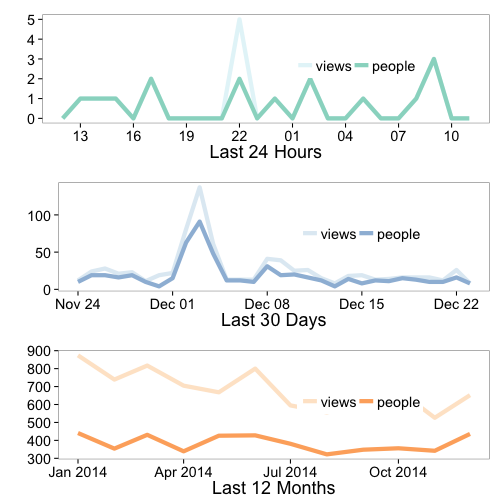 5
4
3
2
1
0
views people
13 16 19 22 01 04 07 10
Last 24 Hours
100
50
0
views people
Nov 24 Dec 01 Dec 08 Dec 15 Dec 22
Last 30 Days
900
800
700
600
500
400
300
views people
Jan 2014 Apr 2014 Jul 2014 Oct 2014
Last 12 Months